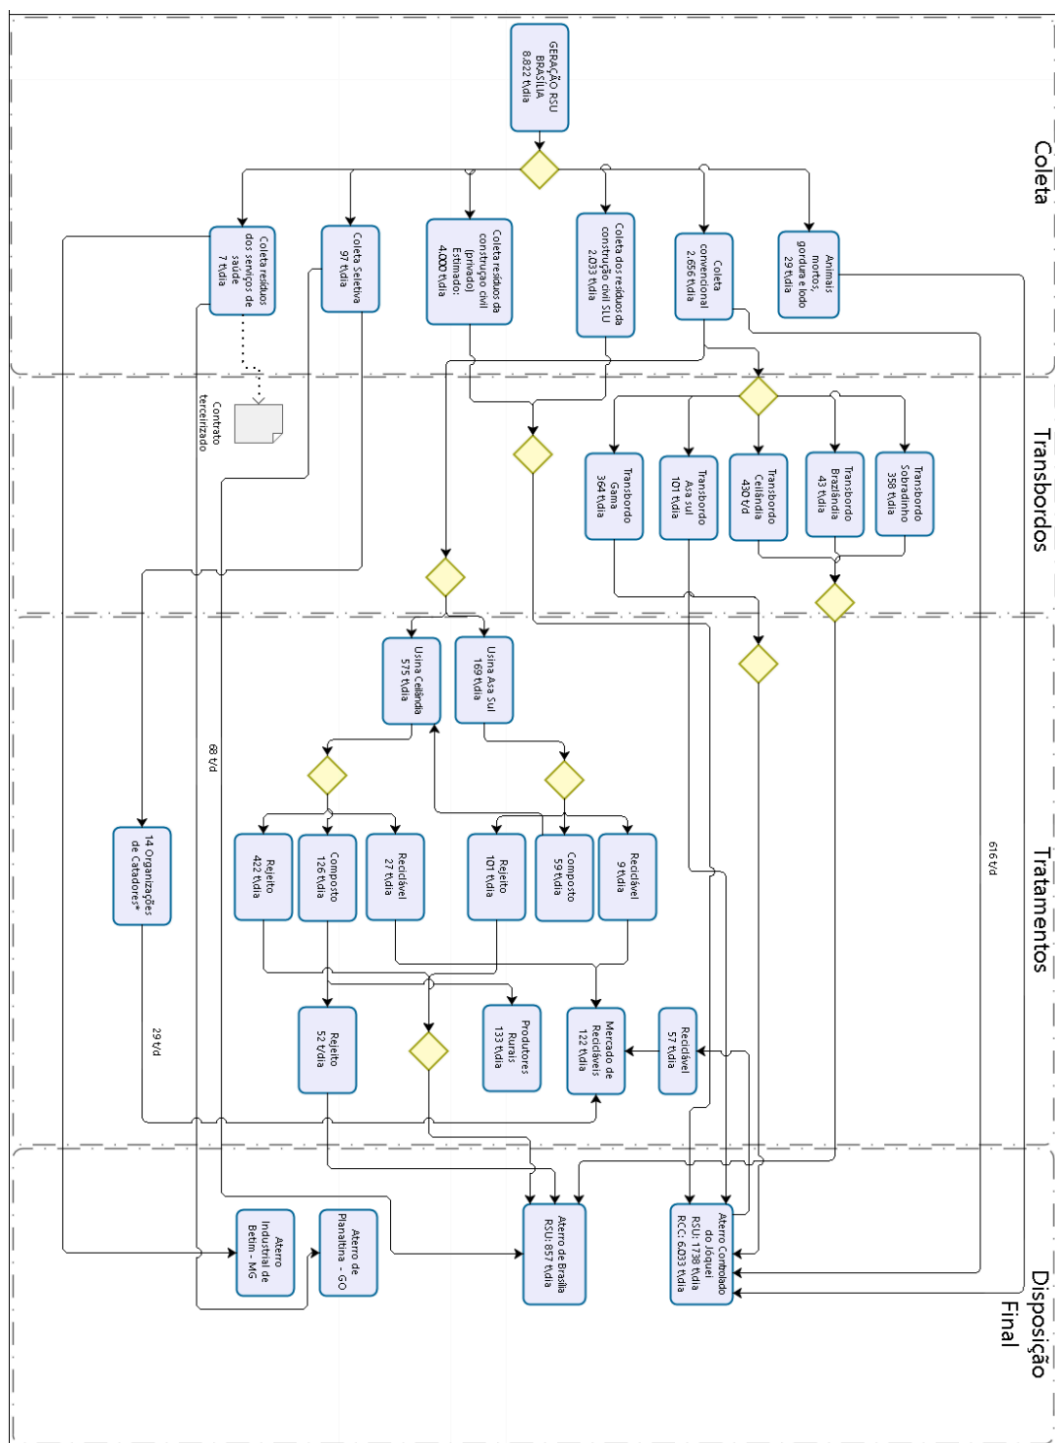 Coleta
GERAÇÃO RSU
BRASÍLIA
8.822 t\dia
Animais
mortos,
gordura e lodo
29 t\dia
Coleta
convencional
2.656 t\dia
Coleta dos resíduos da
construção civil SLU
2.033 t\dia
Coleta resíduos da
construção civil
(privado)
Estimado:
4.000 t\dia
Coleta Seletiva
97 t\dia
Coleta resíduos
dos serviços de
saúde
7 t\dia
Transbordos
Transbordo
Sobradinho
358 t\dia
Transbordo
Brazlândia
43 t\dia
Transbordo
Ceilândia
430 t/d
Transbordo
Asa sul
101 t\dia
Transbordo
Gama
364 t\dia
Contrato
terceirizado
Tratamentos
Usina Asa Sul
169 t\dia
Usina Ceilândia
575 t\dia
68 t/d
616 t/d
Reciclável
9 t\dia
Composto
59 t\dia
Rejeito
101 t\dia
Reciclável
27 t\dia
Composto
126 t\dia
Rejeito
422 t\dia
14 Organizações
de Catadores*
Reciclável
57 t\dia
Mercado de
Recicláveis
122 t\dia
Produtores
Rurais
133 t\dia
Rejeito
52 t/dia
29 t/d
Disposição
Final
Aterro Controlado
do Jóquei
RSU: 1738 t\dia
RCC: 6.033 t\dia
Aterro de Brasília
RSU: 857 t\dia
Aterro de
Planaltina - GO
Aterro
Industrial de
Betim - MG